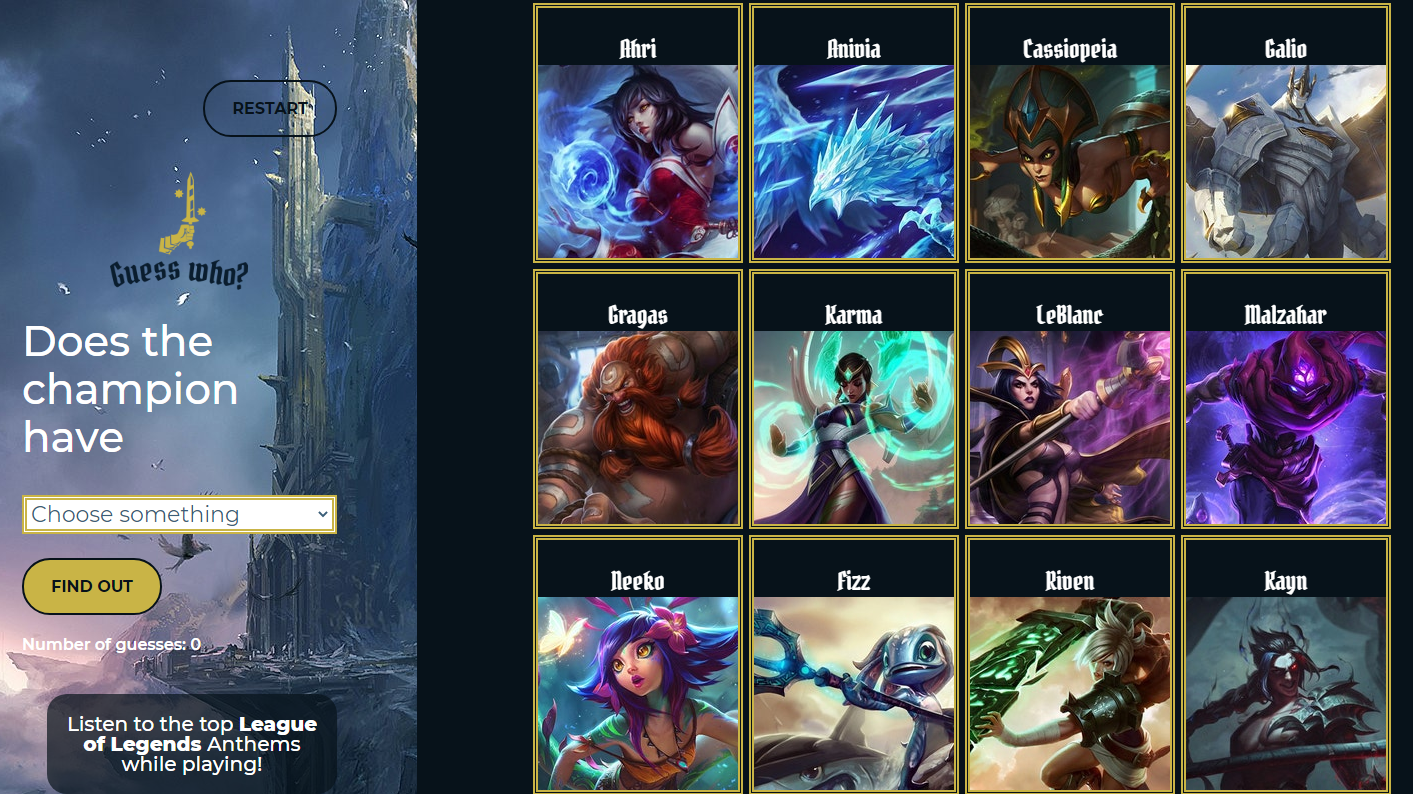 RESTART
Guess who?
Does the
champion
have
Choose something
FIND OUT
Number of guesses: 0
Listen to the top League
of Legends Anthems
while playing!
Ahri
Anivia
Cassiopeia
Galio
Gragas
Karma
LeBlanc
Malzahar
Neeko
Fizz
Riven
Kayn